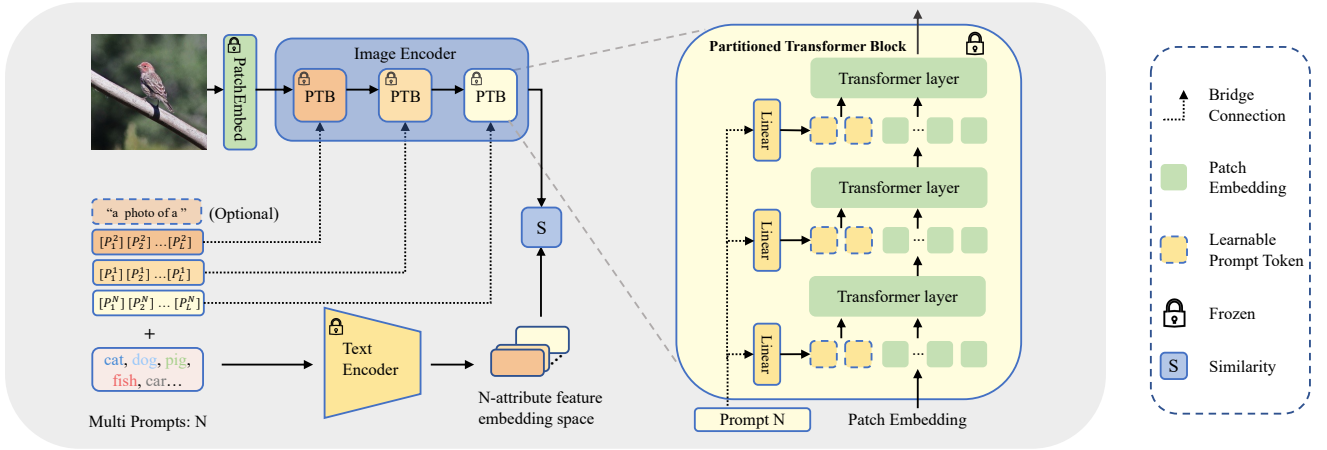 PatchEmbed
Image Encoder
PTB
PTB
PTB
"a photo of a" (Optional)
[P_1^2] [P_2^2] ...[P_L^2]
[P_1^1] [P_2^1] ...[P_L^1]
[P_1^N] [P_2^N] ... [P_L^N]
+
cat, dog, pig,
fish, car...
Multi Prompts: N
Text
Encoder
S
N-attribute feature
embedding space
Partitioned Transformer Block
Transformer layer
Linear
...
Transformer layer
Linear
...
Transformer layer
Linear
...
Prompt N
Patch Embedding
Bridge
Connection
Patch
Embedding
Learnable
Prompt Token
Frozen
S
Similarity